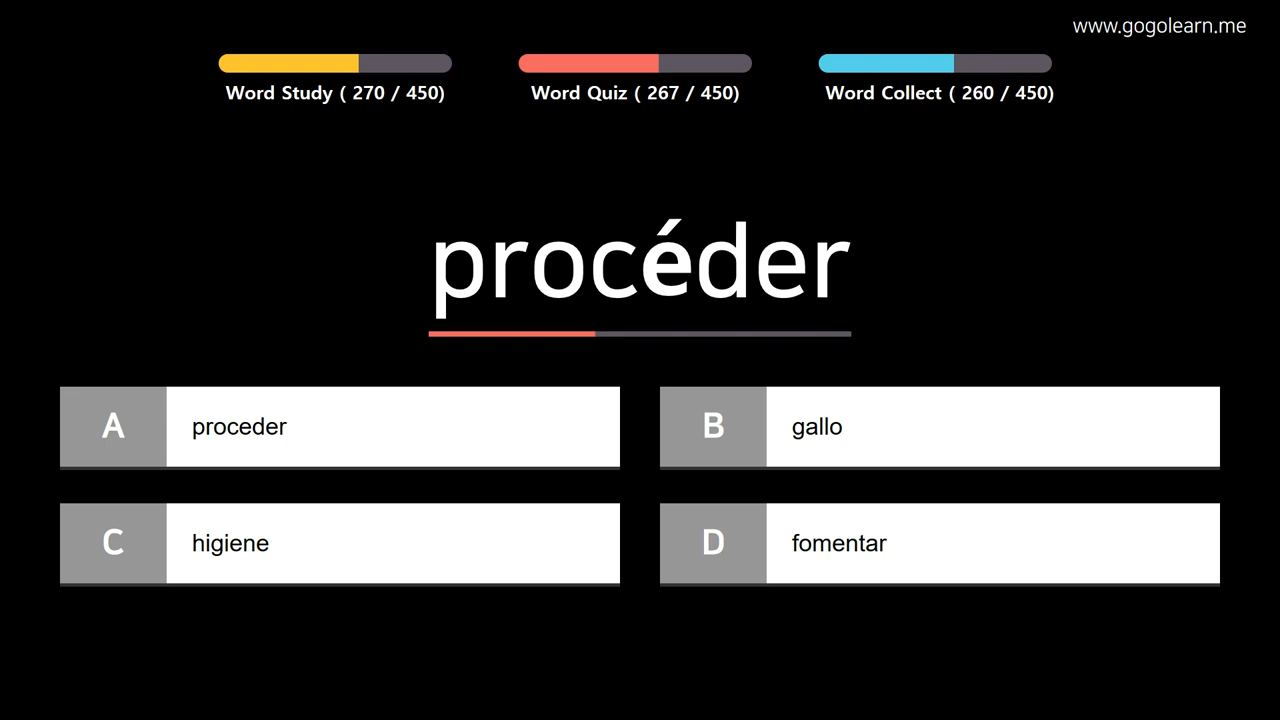 www.gogolearn.me
Word Study ( 270 / 450)
Word Quiz ( 267 / 450)
Word Collect ( 260 / 450)
procéder
A
proceder
B
gallo
C
higiene
D
fomentar